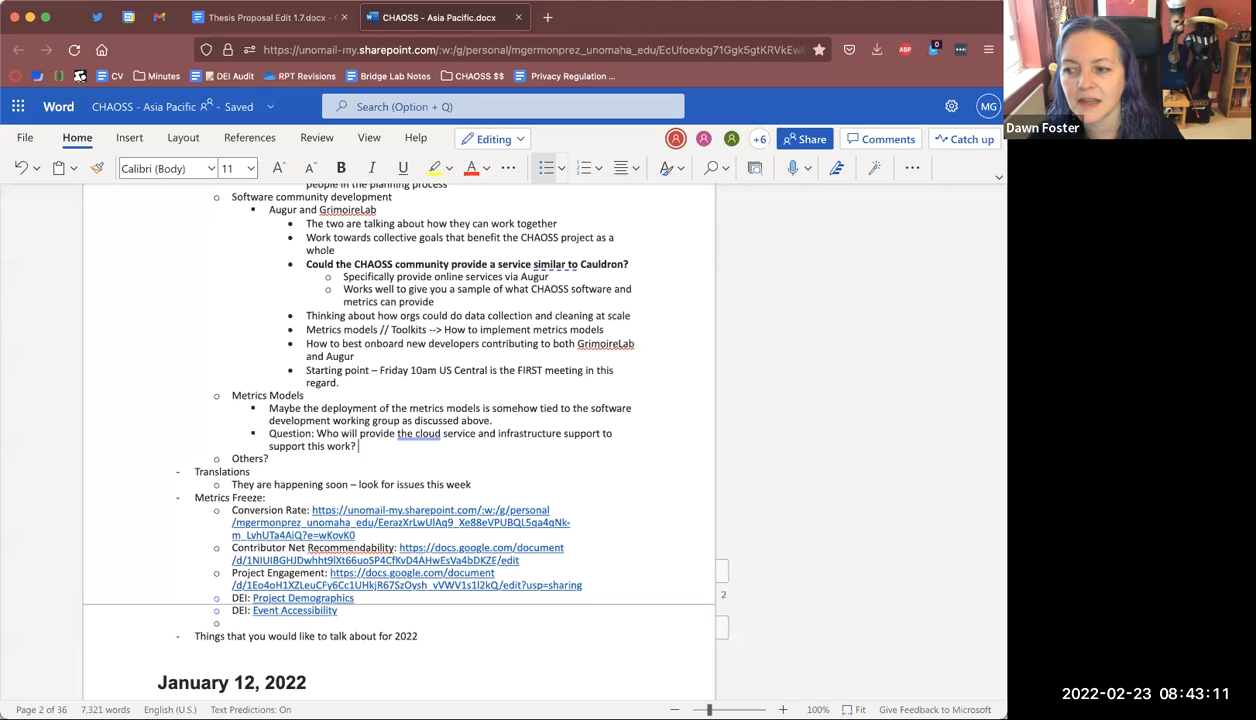 Thesis Proposal Edit 1.7.docx -
CHAOSS - Asia Pacific.docx
https://unomail-my.sharepoint.com/:w:/g/personal/mgermonprez_unomaha_edu/EcUfoexbg71Ggk5gtKRVkEw
ABP
0
CV
Minutes
DEI Audit
RPT Revisions
Bridge Lab Notes
CHAOSS $$
Privacy Regulation ...
Word
CHAOSS - Asia Pacific - Saved
Search (Option + Q)
MG
Dawn Foster
File Home Insert Layout References Review View Help
Editing
+6
Share
Comments
Catch up
Calibri (Body) 11
people in the planning process
o Software community development
▪ Augur and GrimoireLab
• The two are talking about how they can work together
• Work towards collective goals that benefit the CHAOSS project as a
whole
• Could the CHAOSS community provide a service similar to Cauldron?
o Specifically provide online services via Augur
o Works well to give you a sample of what CHAOSS software and
metrics can provide
• Thinking about how orgs could do data collection and cleaning at scale
• Metrics models // Toolkits --> How to implement metrics models
• How to best onboard new developers contributing to both GrimoireLab
and Augur
• Starting point – Friday 10am US Central is the FIRST meeting in this
regard.
o Metrics Models
▪ Maybe the deployment of the metrics models is somehow tied to the software
development working group as discussed above.
▪ Question: Who will provide the cloud service and infrastructure support to
support this work?
o Others?
- Translations
o They are happening soon – look for issues this week
- Metrics Freeze:
o Conversion Rate: https://unomail-my.sharepoint.com/:w:/g/personal
/mgermonprez_unomaha_edu/EerazXrLwUlAq9_Xe88eVPUBQL5qa4qNk-
m_LvhUTa4AiQ?e=wKovK0
o Contributor Net Recommendability: https://docs.google.com/document
/d/1NIUIBGHJDwhht9lXt66uoSP4CfKvD4AHwEsVa4bDKZE/edit
o Project Engagement: https://docs.google.com/document
/d/1Eo4oH1XZLeuCFy6Cc1UHkjR67SzOysh_vVWV1s1l2kQ/edit?usp=sharing
o DEI: Project Demographics
o DEI: Event Accessibility
o
- Things that you would like to talk about for 2022
2
January 12, 2022
2022-02-23 08:43:11
Page 2 of 36 7,321 words English (U.S.) Text Predictions: On
100% Fit Give Feedback to Microsoft